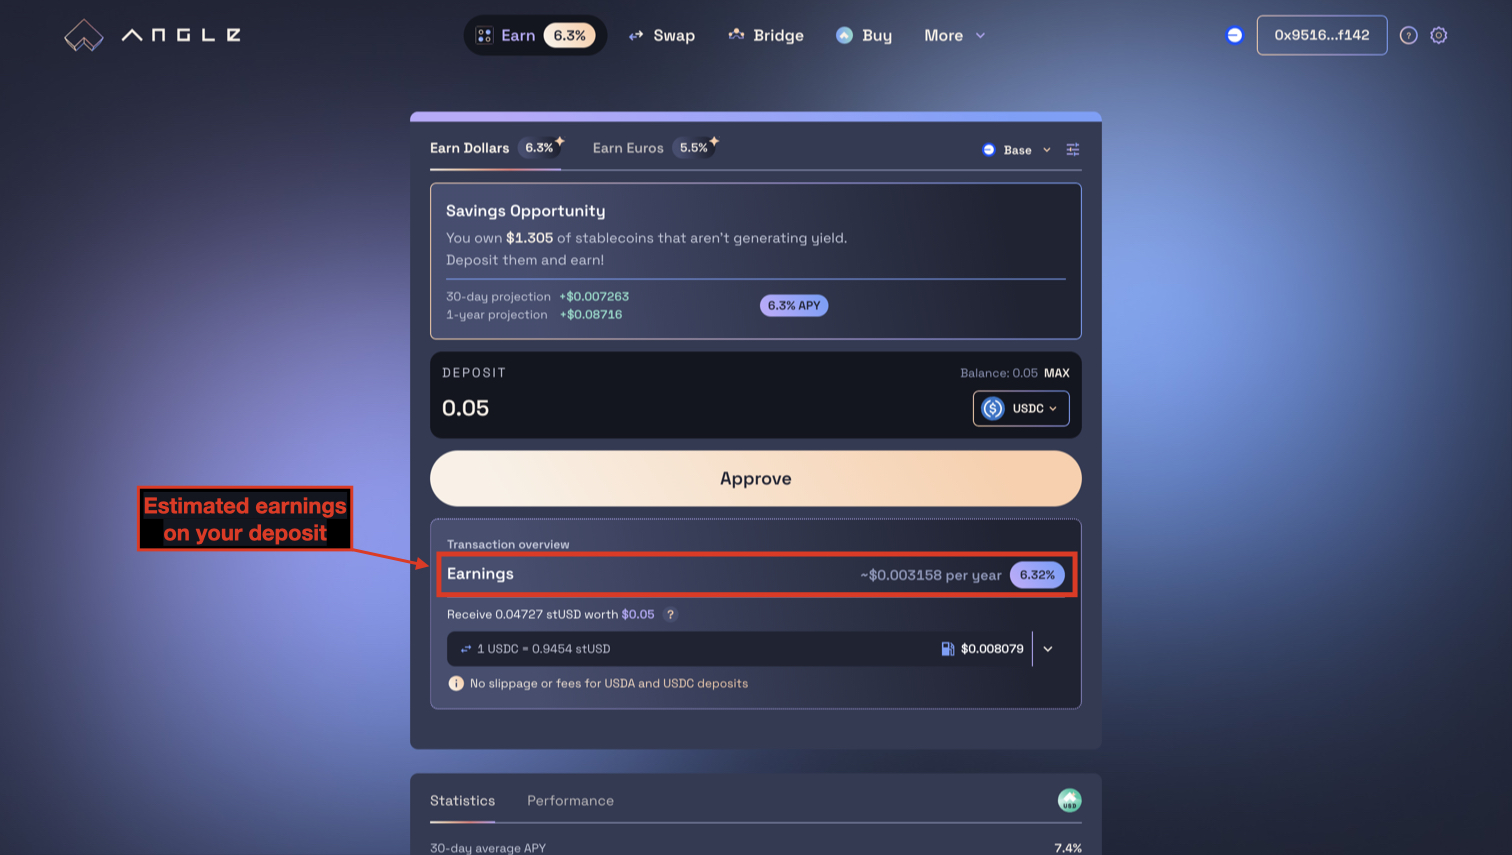 ANGLE
Earn 6.3% Swap Bridge Buy More
0x9516...f142 ?
Earn Dollars 6.3% Earn Euros 5.5% Base
Savings Opportunity
You own $1.305 of stablecoins that aren't generating yield.
Deposit them and earn!
30-day projection +$0.007263
1-year projection +$0.08716
6.3% APY
DEPOSIT
Balance: 0.05 MAX
0.05
USDC
Approve
Estimated earnings
on your deposit
Transaction overview
Earnings ~$0.003158 per year 6.32%
Receive 0.04727 stUSD worth $0.05 ?
1 USDC = 0.9454 stUSD $0.008079
No slippage or fees for USDA and USDC deposits
Statistics Performance
USD
30-day average APY 7.4%